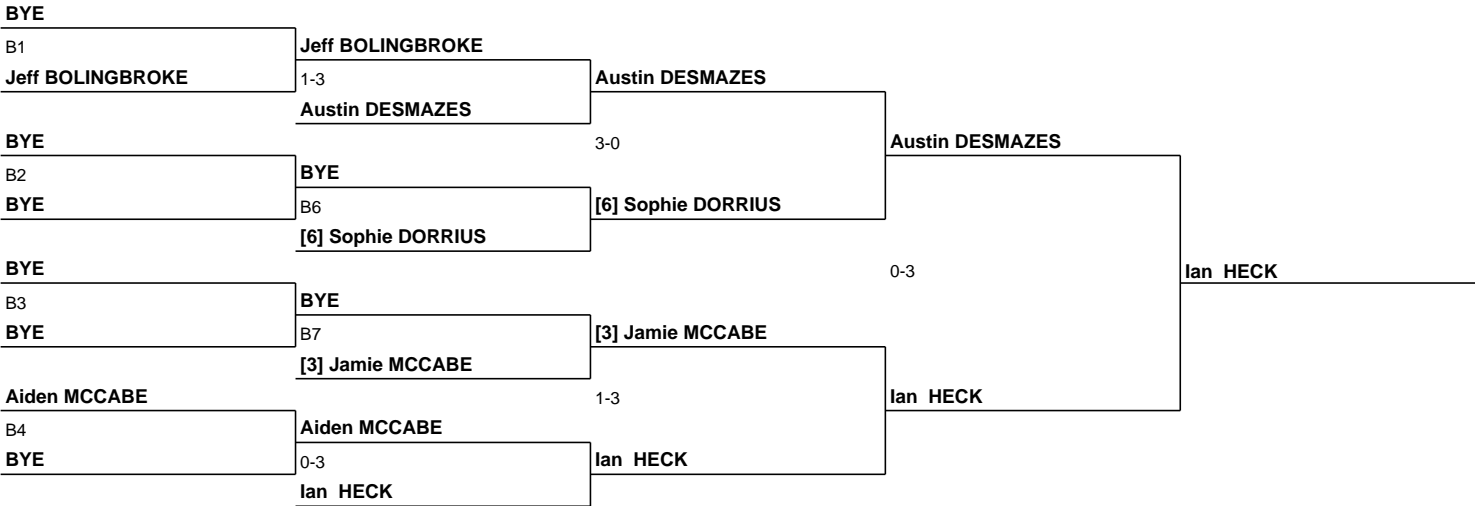 BYE
B1
Jeff BOLINGBROKE
Jeff BOLINGBROKE
1-3
Austin DESMAZES
Austin DESMAZES
BYE
3-0
Austin DESMAZES
B2
BYE
BYE
B6
[6] Sophie DORRIUS
[6] Sophie DORRIUS
BYE
0-3
Ian HECK
B3
BYE
BYE
B7
[3] Jamie MCCABE
[3] Jamie MCCABE
Aiden MCCABE
1-3
Ian HECK
B4
Aiden MCCABE
BYE
0-3
Ian HECK
Ian HECK